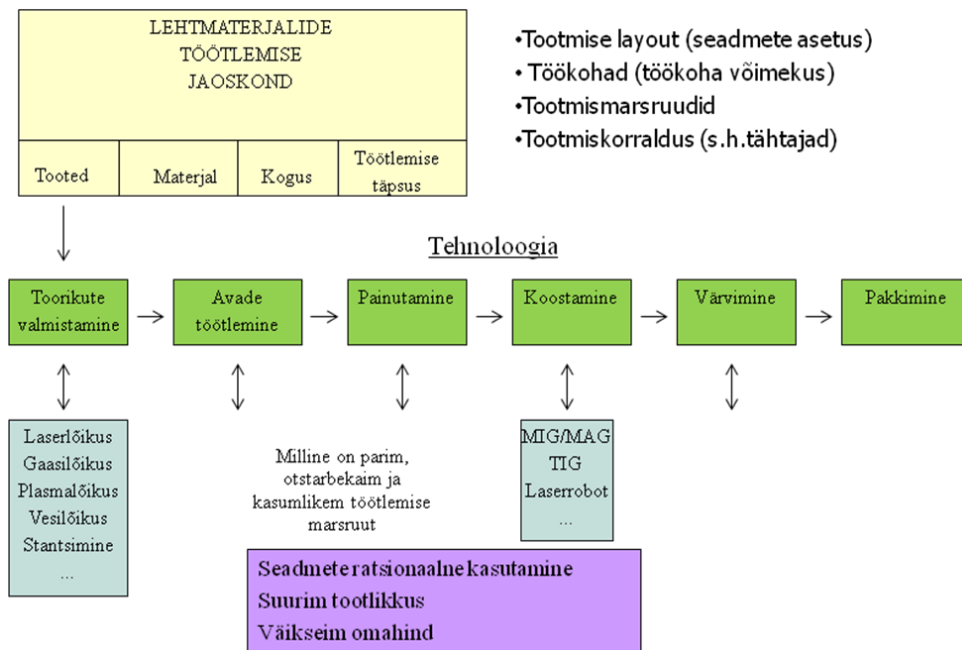 LEHTMATERJALIDE
TÖÖTLEMISE
JAOSKOND
Tooted
Materjal
Kogus
Töötlemise
täpsus
•Tootmise layout (seadmete asetus)
• Töökohad (töökoha võimekus)
•Tootmismarsruudid
•Tootmiskorraldus (s.h.tähtajad)
Tehnoloogia
Toorikute
valmistamine
Avade
töötlemine
Painutamine
Koostamine
Värvimine
Pakkimine
Laserlõikus
Gaasilõikus
Plasmalõikus
Vesilõikus
Stantsimine
...
Milline on parim,
otstarbekaim ja
kasumlikem töötlemise
marsruut
MIG/MAG
TIG
Laserrobot
...
Seadmete ratsionaalne kasutamine
Suurim tootlikkus
Väikseim omahind